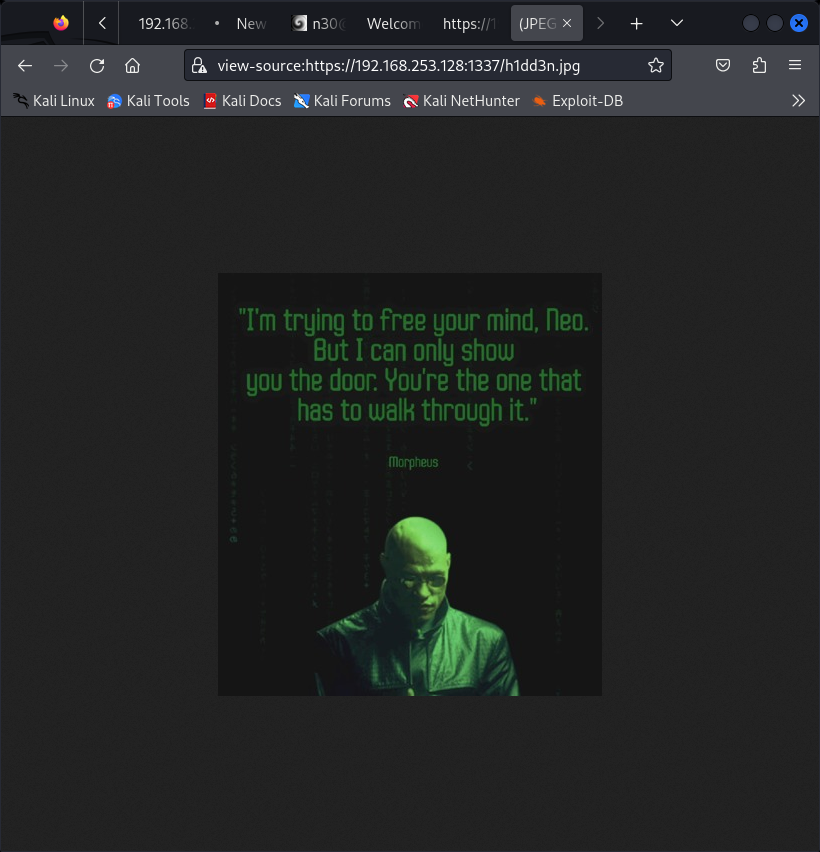 192.168.
New
n30
Welcom
https://1
(JPEG
view-source:https://192.168.253.128:1337/h1dd3n.jpg
Kali Linux
Kali Tools
Kali Docs
Kali Forums
Kali NetHunter
Exploit-DB
"I'm trying to free your mind, Neo.
But I can only show
you the door. You're the one that
has to walk through it."
Morpheus